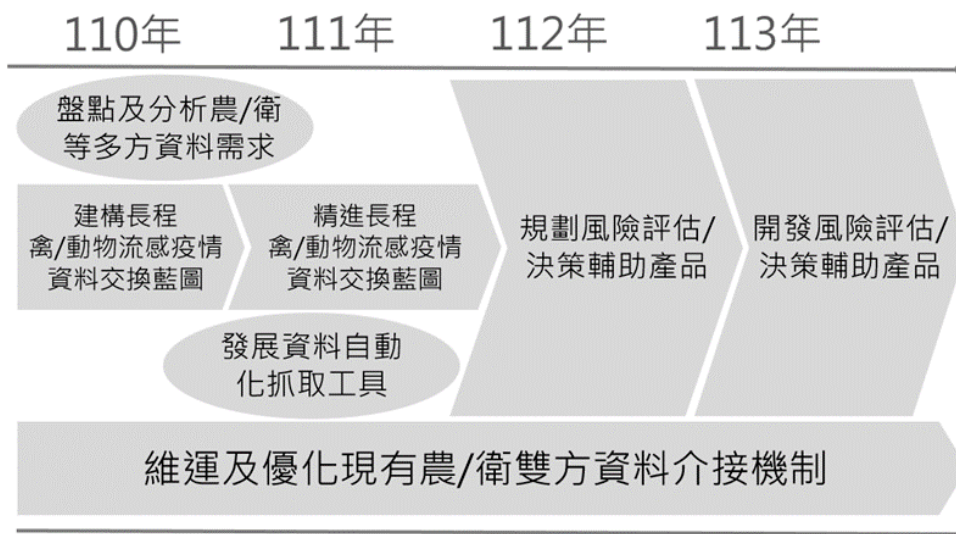 110年 111年 112年 113年
盤點及分析農/衛
等多方資料需求
建構長程
禽/動物流感疫情
資料交換藍圖
精進長程
禽/動物流感疫情
資料交換藍圖
發展資料自動
化抓取工具
規劃風險評估/
決策輔助產品
開發風險評估/
決策輔助產品
維運及優化現有農/衛雙方資料介接機制